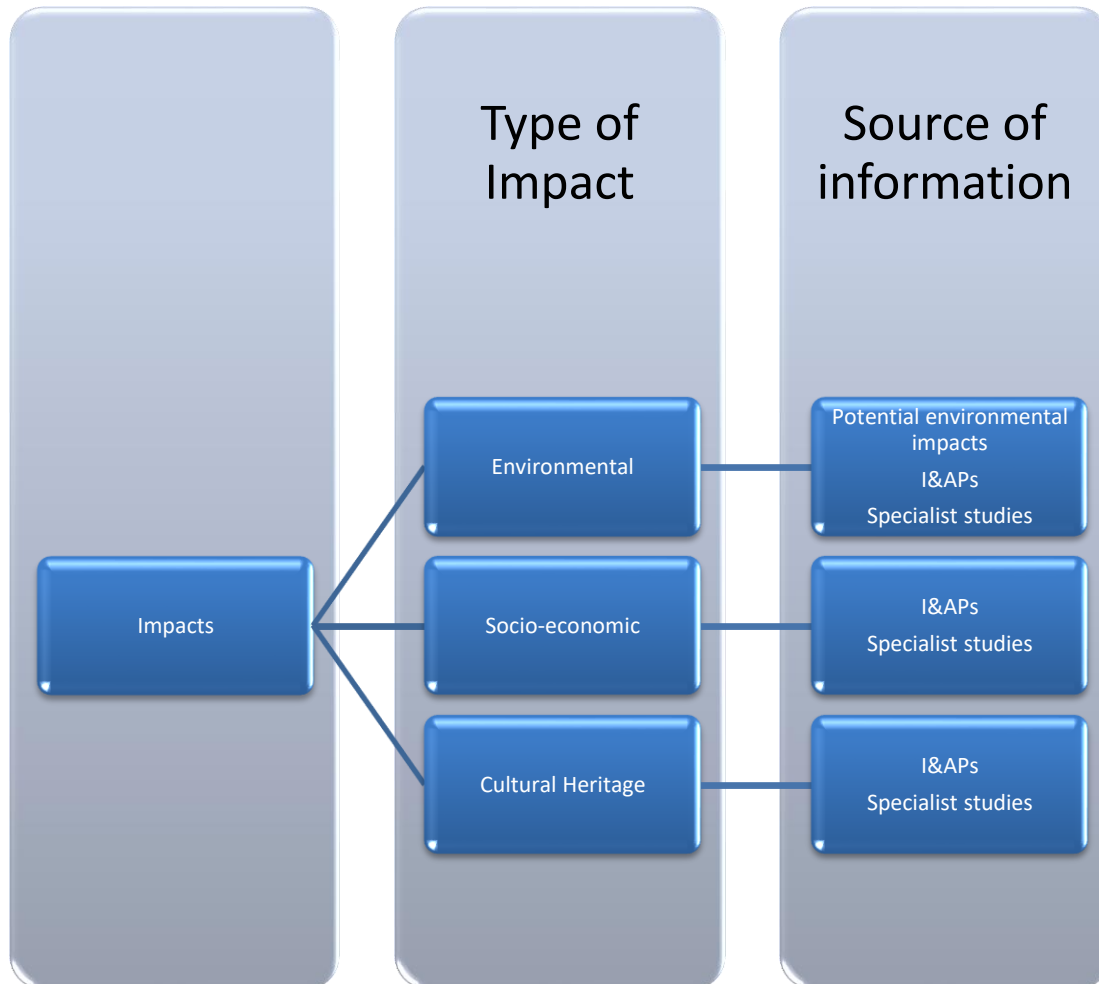 Type of
Impact
Source of
information
Impacts
Environmental
Socio-economic
Cultural Heritage
Potential environmental
impacts
I&APs
Specialist studies
I&APs
Specialist studies
I&APs
Specialist studies